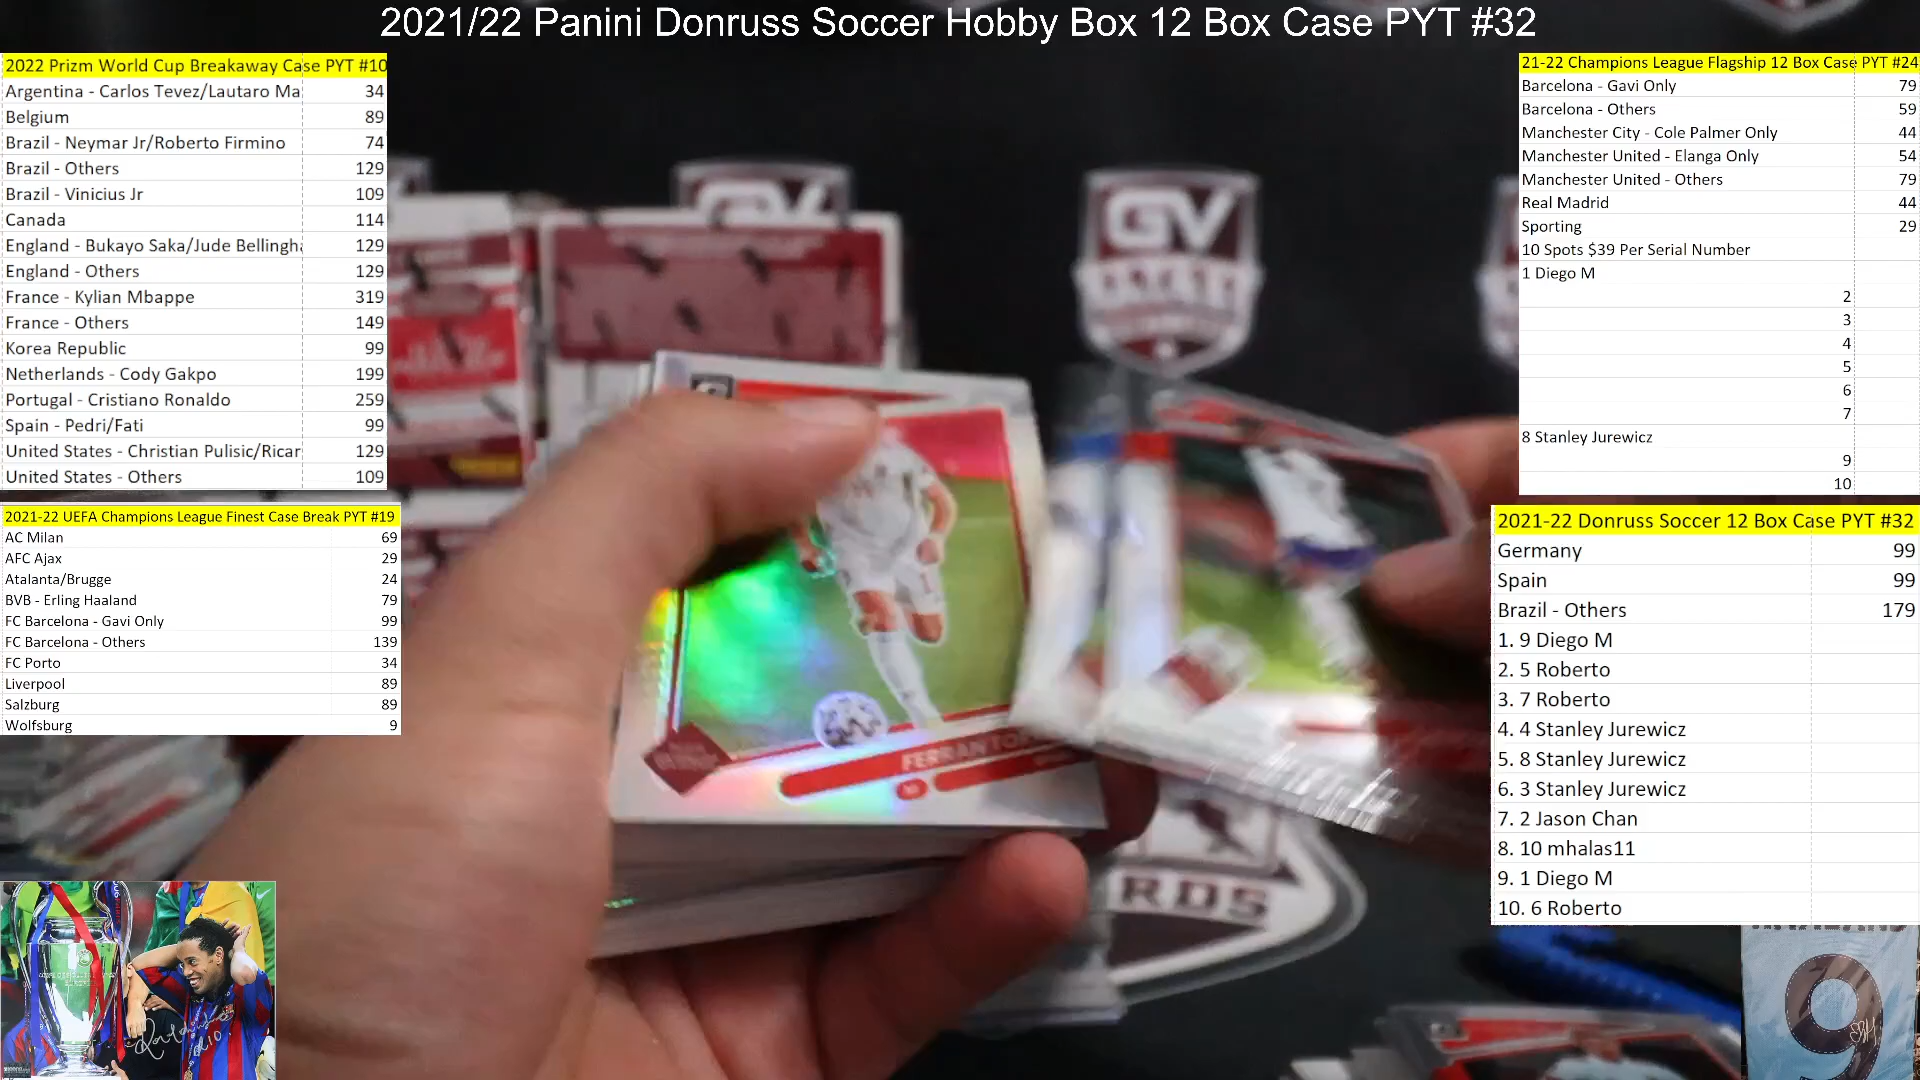 2021/22 Panini Donruss Soccer Hobby Box 12 Box Case PYT #32
2022 Prizm World Cup Breakaway Case PYT #10
Argentina - Carlos Tevez/Lautaro Ma 34
Belgium 89
Brazil - Neymar Jr/Roberto Firmino 74
Brazil - Others 129
Brazil - Vinicius Jr 109
Canada 114
England - Bukayo Saka/Jude Bellingh 129
England - Others 129
France - Kylian Mbappe 319
France - Others 149
Korea Republic 99
Netherlands - Cody Gakpo 199
Portugal - Cristiano Ronaldo 259
Spain - Pedri/Fati 99
United States - Christian Pulisic/Ricar 129
United States - Others 109
2021-22 UEFA Champions League Finest Case Break PYT #19
AC Milan 69
AFC Ajax 29
Atalanta/Brugge 24
BVB - Erling Haaland 79
FC Barcelona - Gavi Only 99
FC Barcelona - Others 139
FC Porto 34
Liverpool 89
Salzburg 89
Wolfsburg 9
21-22 Champions League Flagship 12 Box Case PYT #24
Barcelona - Gavi Only 79
Barcelona - Others 59
Manchester City - Cole Palmer Only 44
Manchester United - Elanga Only 54
Manchester United - Others 79
Real Madrid 44
Sporting 29
10 Spots $39 Per Serial Number
1 Diego M
2
3
4
5
6
7
8 Stanley Jurewicz
9
10
2021-22 Donruss Soccer 12 Box Case PYT #32
Germany 99
Spain 99
Brazil - Others 179
1. 9 Diego M
2. 5 Roberto
3. 7 Roberto
4. 4 Stanley Jurewicz
5. 8 Stanley Jurewicz
6. 3 Stanley Jurewicz
7. 2 Jason Chan
8. 10 mhalas11
9. 1 Diego M
10. 6 Roberto
GV
FERRAN
RDS
9